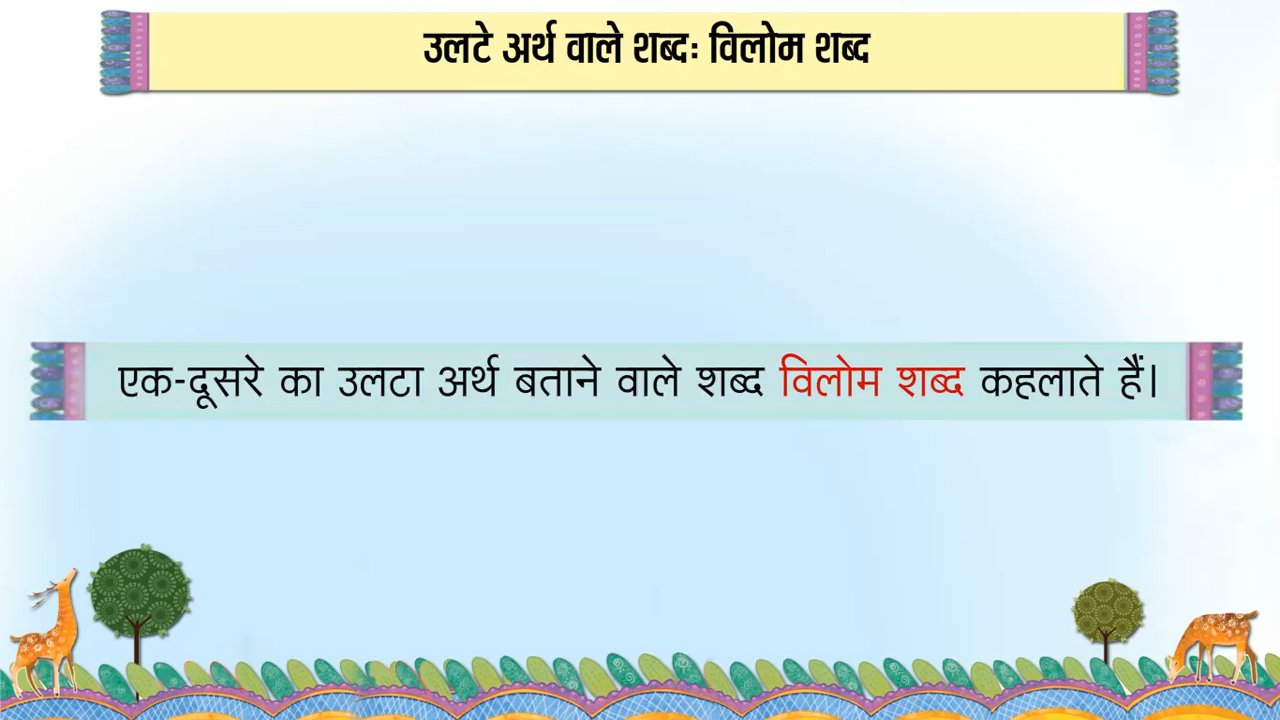 उलटे अर्थ वाले शब्दः विलोम शब्द
एक-दूसरे का उलटा अर्थ बताने वाले शब्द विलोम शब्द कहलाते हैं।